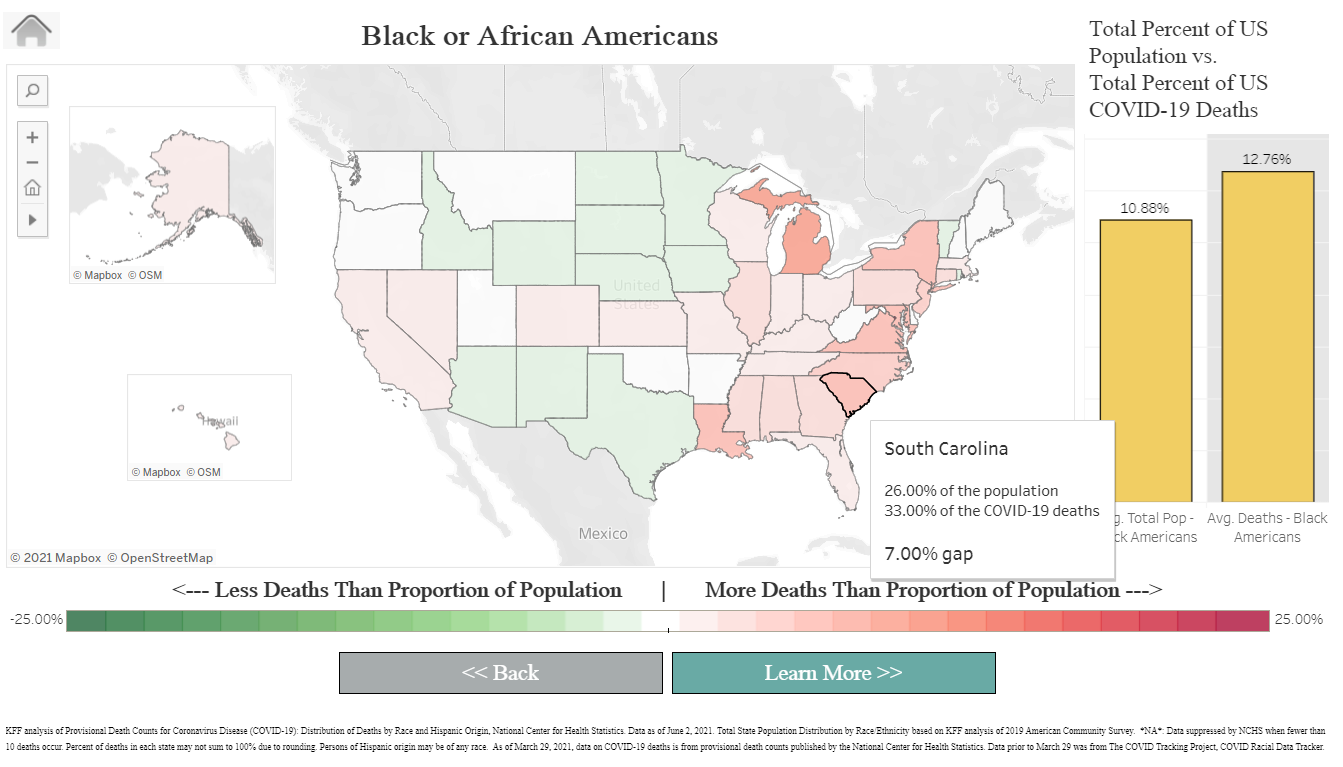 Black or African Americans
Total Percent of US
Population vs.
Total Percent of US
COVID-19 Deaths
© Mapbox © OSM
United
States
Hawaii
© Mapbox © OSM
Mexico
© 2021 Mapbox © OpenStreetMap
12.76%
10.88%
South Carolina
26.00% of the population
33.00% of the COVID-19 deaths
7.00% gap
g. Total Pop -
ck Americans
Avg. Deaths - Black
Americans
<--- Less Deaths Than Proportion of Population | More Deaths Than Proportion of Population --->
-25.00%
25.00%
<< Back
Learn More >>
KFF analysis of Provisional Death Counts for Coronavirus Disease (COVID-19): Distribution of Deaths by Race and Hispanic Origin, National Center for Health Statistics. Data as of June 2, 2021. Total State Population Distribution by Race/Ethnicity based on KFF analysis of 2019 American Community Survey. *NA*: Data suppressed by NCHS when fewer than
10 deaths occur. Percent of deaths in each state may not sum to 100% due to rounding. Persons of Hispanic origin may be of any race. As of March 29, 2021, data on COVID-19 deaths is from provisional death counts published by the National Center for Health Statistics. Data prior to March 29 was from The COVID Tracking Project, COVID Racial Data Tracker.